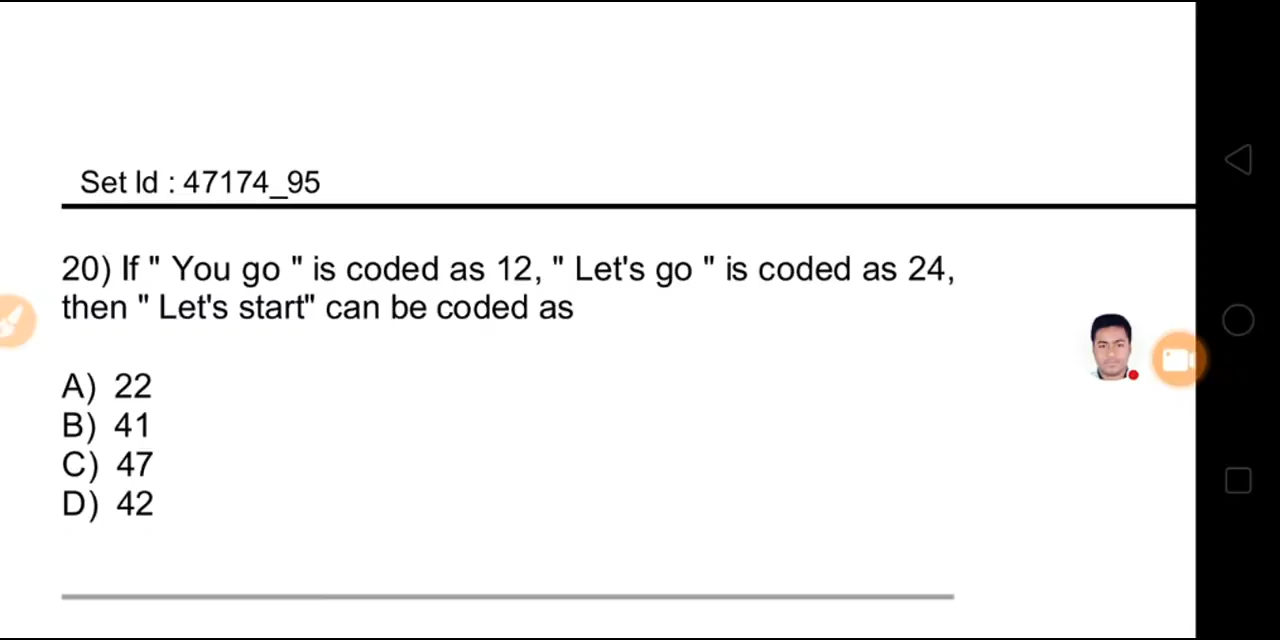 Set Id : 47174_95
20) If " You go " is coded as 12, " Let's go " is coded as 24,
then " Let's start" can be coded as
A) 22
B) 41
C) 47
D) 42